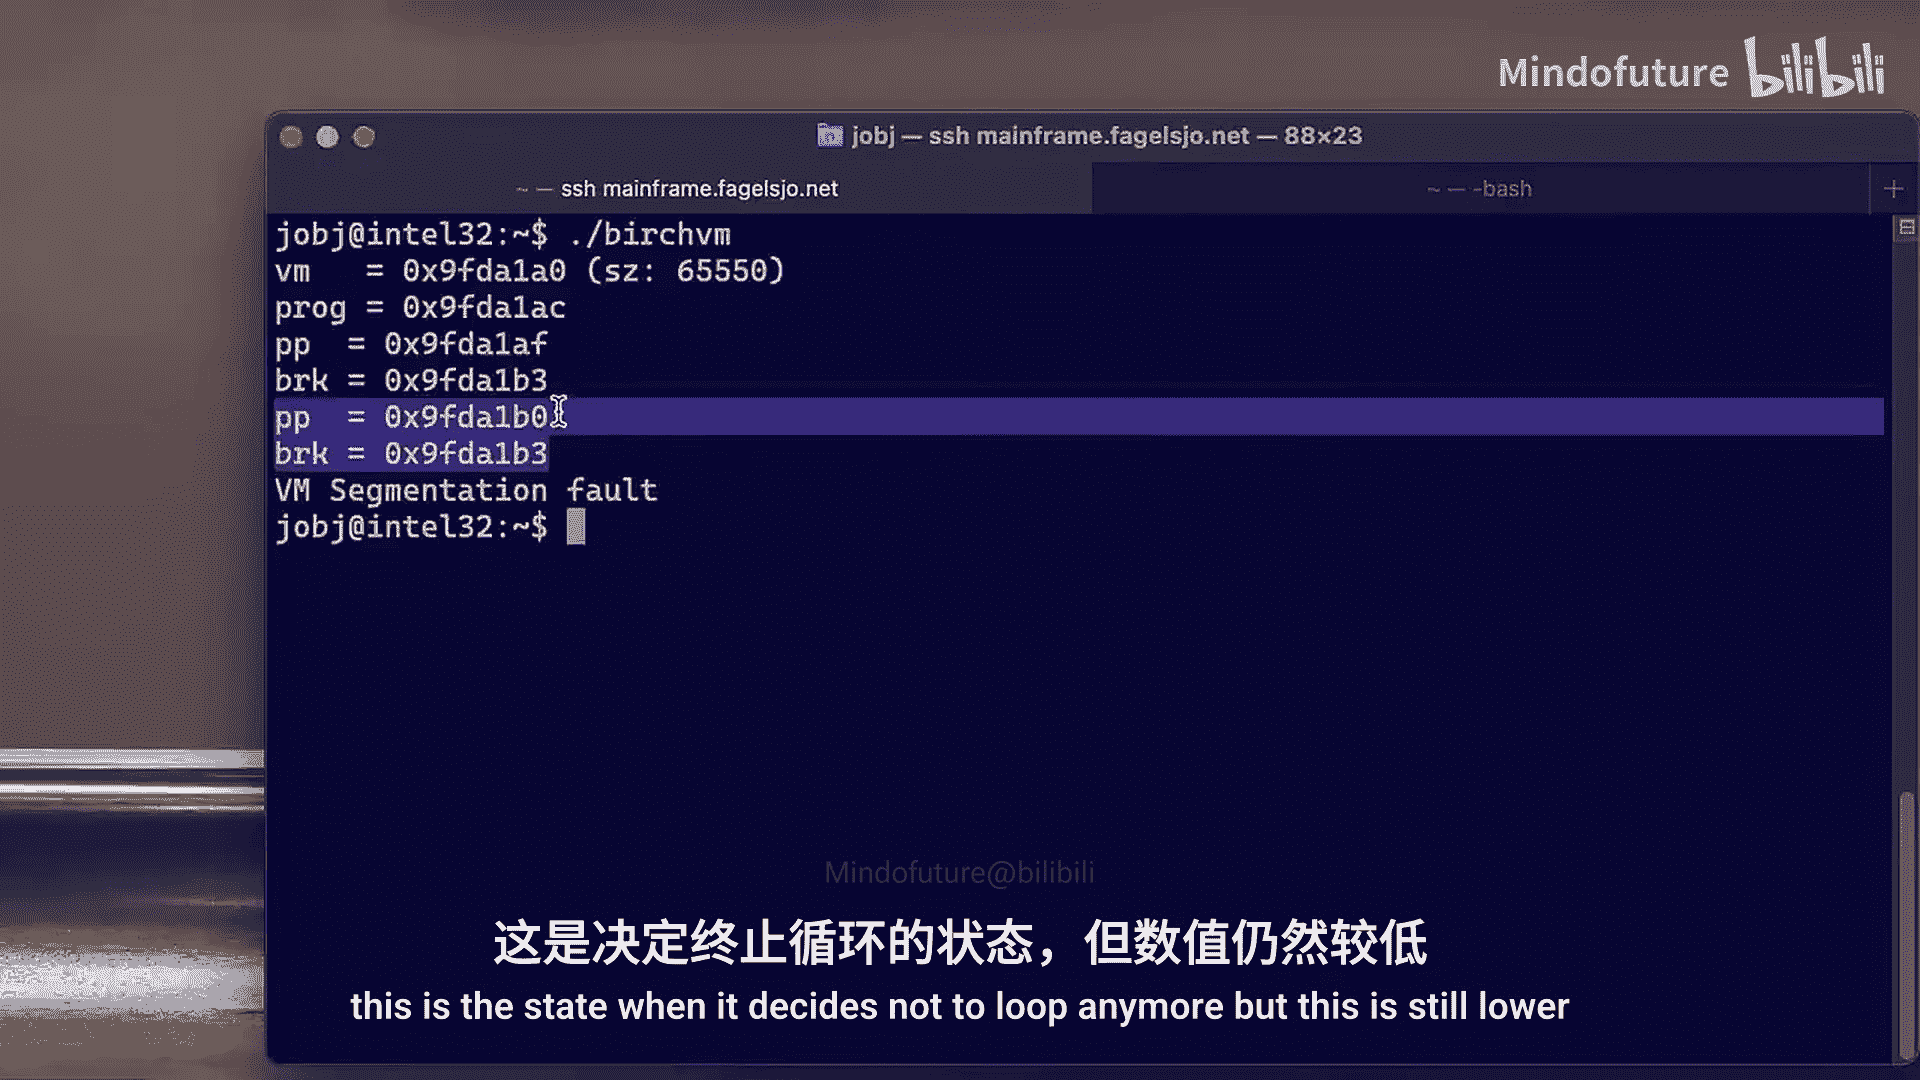 Mindofuture bilibili
jobj — ssh mainframe.fagelsjo.net — 88×23
~ — ssh mainframe.fagelsjo.net
~ — -bash
+
jobj@intel32:~$ ./birchvm
vm   = 0x9fda1a0 (sz: 65550)
prog = 0x9fda1ac
pp  = 0x9fda1af
brk = 0x9fda1b3
pp  = 0x9fda1b0
brk = 0x9fda1b3
VM Segmentation fault
jobj@intel32:~$
Mindofuture@bilibili
这是决定终止循环的状态，但数值仍然较低
this is the state when it decides not to loop anymore but this is still lower